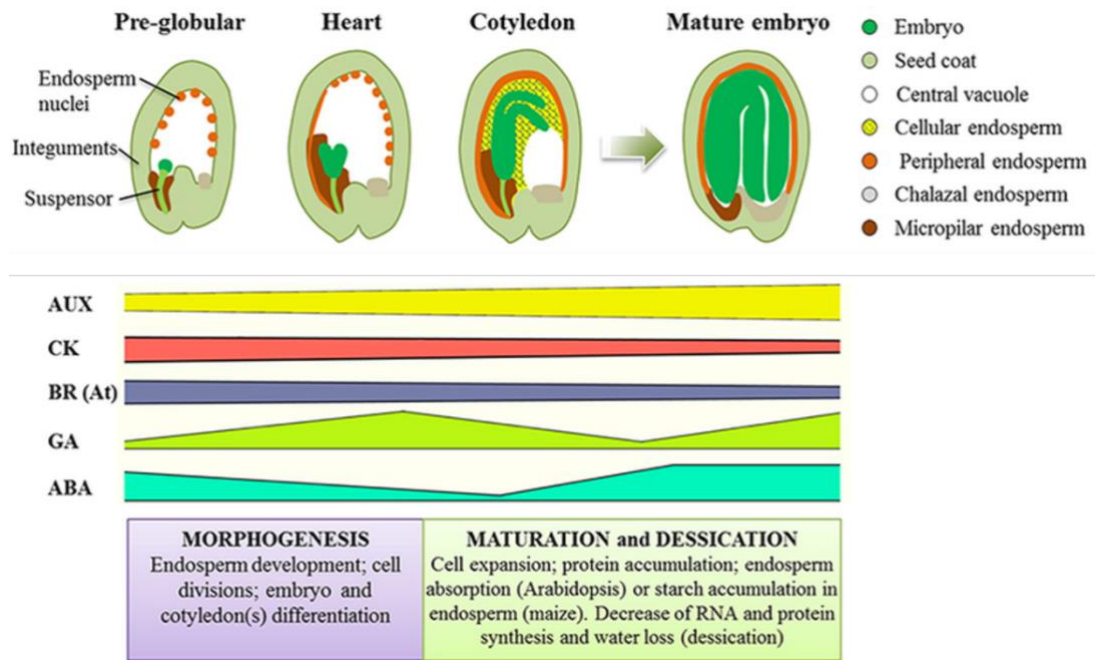 Pre-globular
Heart
Cotyledon
Mature embryo
Endosperm
nuclei
Integuments
Suspensor
Embryo
Seed coat
Central vacuole
Cellular endosperm
Peripheral endosperm
Chalazal endosperm
Micropilar endosperm
AUX
CK
BR (At)
GA
ABA
MORPHOGENESIS
Endosperm development; cell
divisions; embryo and
cotyledon(s) differentiation
MATURATION and DESSICATION
Cell expansion; protein accumulation; endosperm
absorption (Arabidopsis) or starch accumulation in
endosperm (maize). Decrease of RNA and protein
synthesis and water loss (dessication)